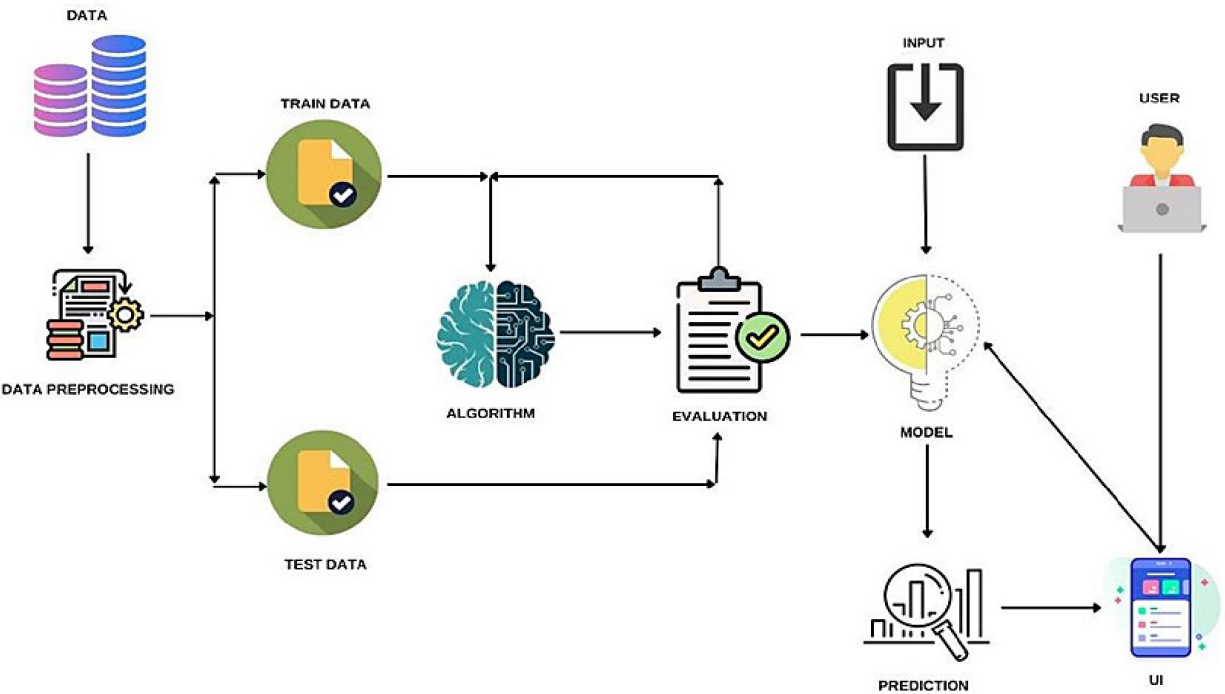 DATA
INPUT
USER
TRAIN DATA
DATA PREPROCESSING
ALGORITHM
EVALUATION
MODEL
TEST DATA
PREDICTION
UI